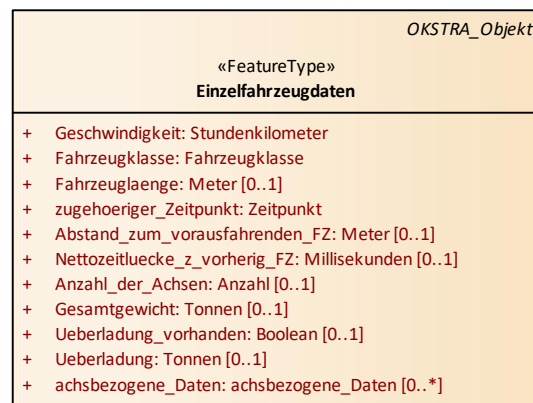 OKSTRA_Objekt
«FeatureType»
Einzelfahrzeugdaten
+ Geschwindigkeit: Stundenkilometer
+ Fahrzeugklasse: Fahrzeugklasse
+ Fahrzeuglaenge: Meter [0..1]
+ zugehoeriger_Zeitpunkt: Zeitpunkt
+ Abstand_zum_vorausfahrenden_FZ: Meter [0..1]
+ Nettozeitluecke_z_vorherig_FZ: Millisekunden [0..1]
+ Anzahl_der_Achsen: Anzahl [0..1]
+ Gesamtgewicht: Tonnen [0..1]
+ Ueberladung_vorhanden: Boolean [0..1]
+ Ueberladung: Tonnen [0..1]
+ achsbezogene_Daten: achsbezogene_Daten [0..*]